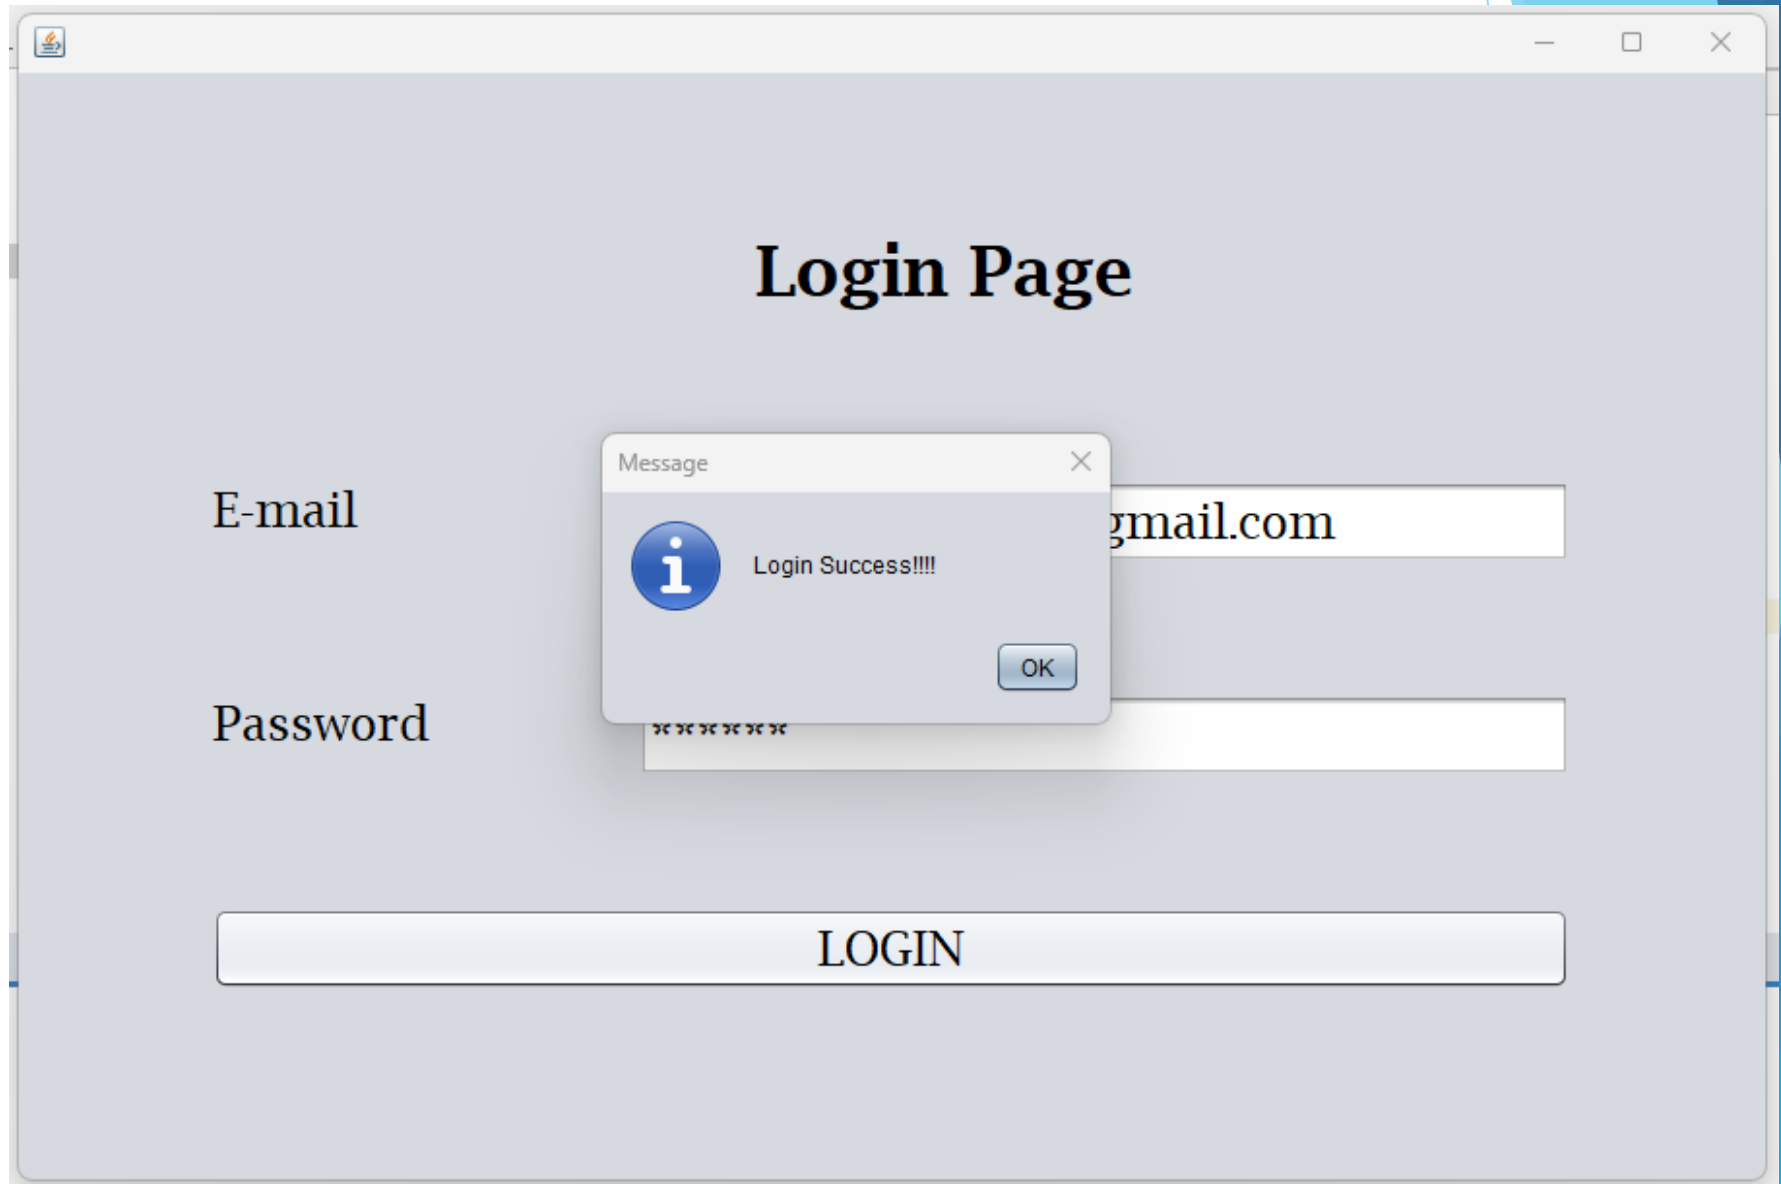 Login Page
Message
E-mail
gmail.com
Login Success!!!!
OK
Password
******
LOGIN